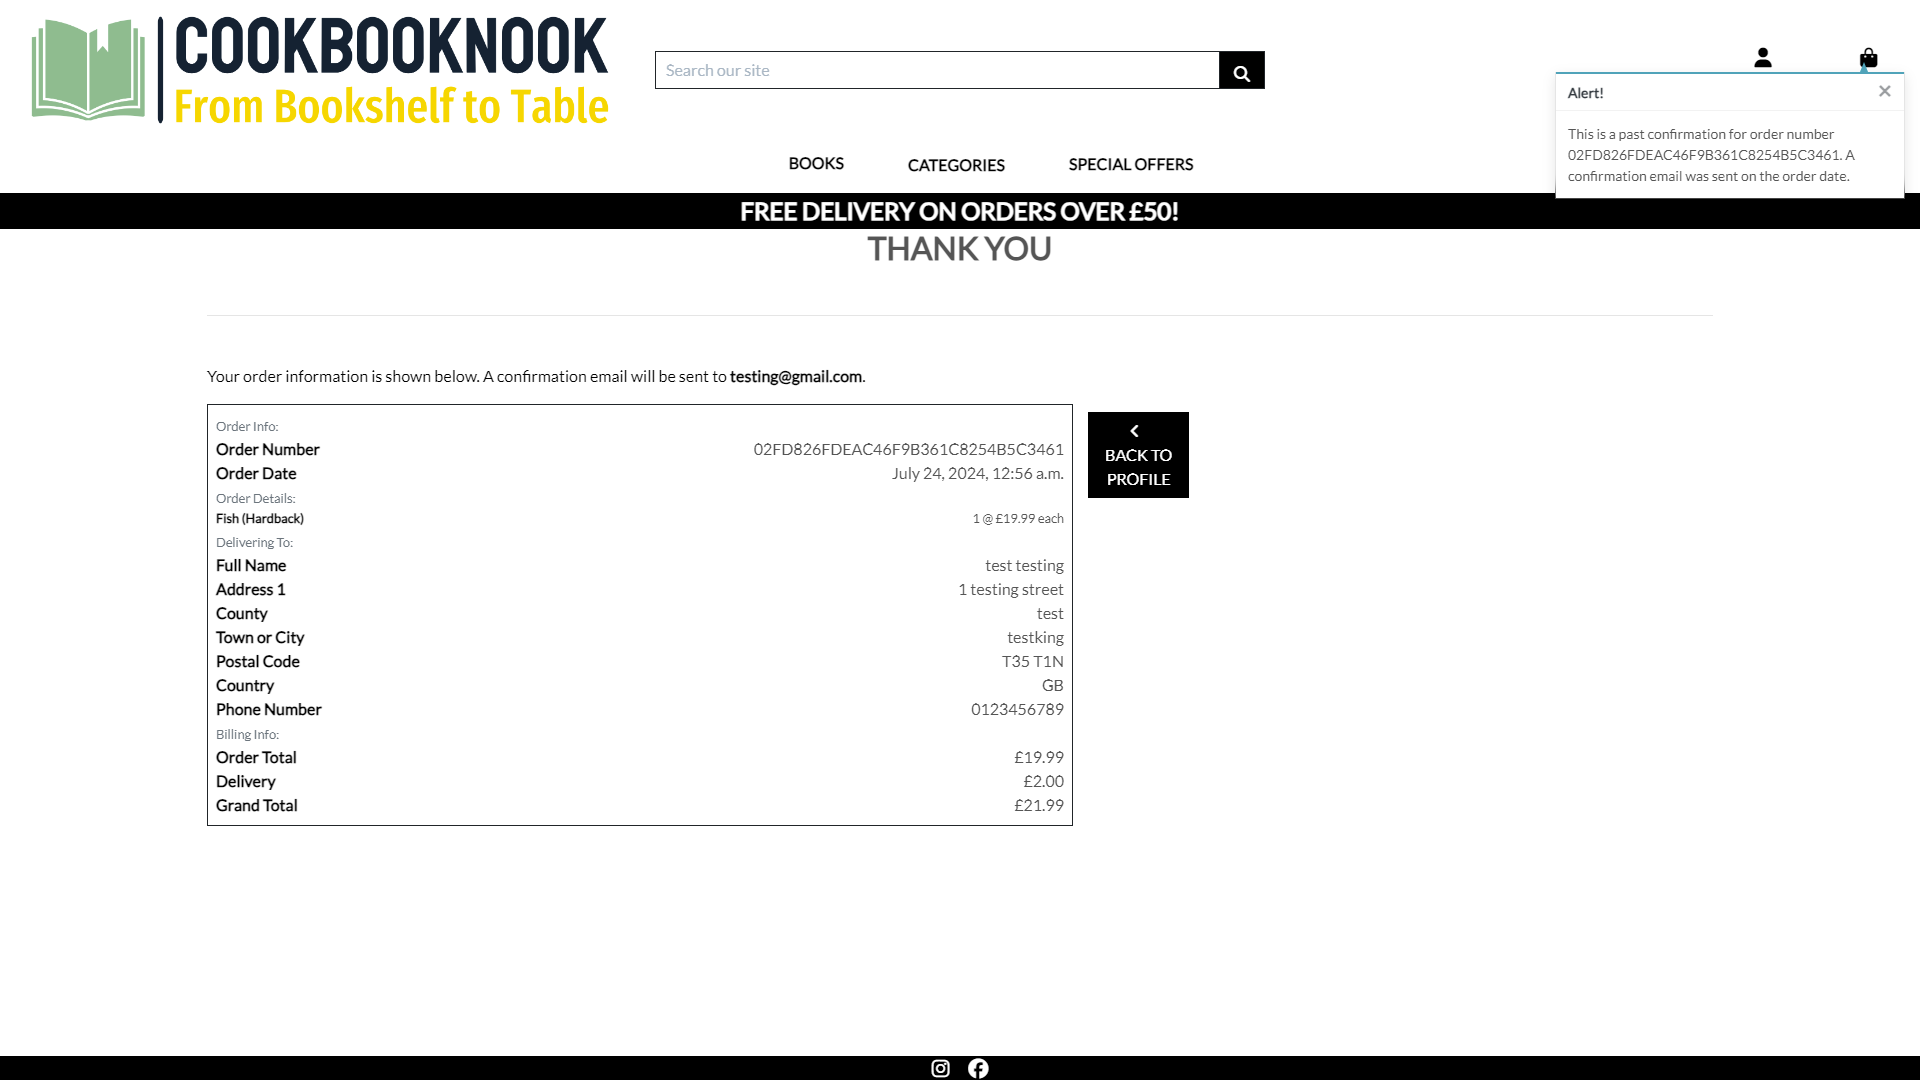 COOKBOOKNOOK
From Bookshelf to Table
Search our site
Alert!
This is a past confirmation for order number
02FD826FDEAC46F9B361C8254B5C3461. A
confirmation email was sent on the order date.
BOOKS CATEGORIES SPECIAL OFFERS
FREE DELIVERY ON ORDERS OVER £50!
THANK YOU
Your order information is shown below. A confirmation email will be sent to testing@gmail.com.
Order Info:
Order Number 02FD826FDEAC46F9B361C8254B5C3461
Order Date July 24, 2024, 12:56 a.m.
Order Details:
Fish (Hardback) 1 @ £19.99 each
Delivering To:
Full Name test testing
Address 1 1 testing street
County test
Town or City testking
Postal Code T35 T1N
Country GB
Phone Number 0123456789
Billing Info:
Order Total £19.99
Delivery £2.00
Grand Total £21.99
BACK TO
PROFILE